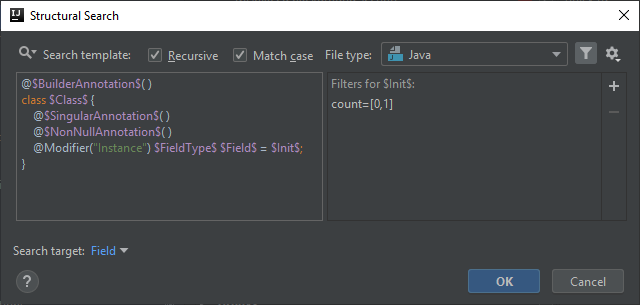 IJ
Structural Search
Search template: Recursive Match case File type: Java
@$BuilderAnnotation$( )
class $Class$ {
@$SingularAnnotation$( )
@$NonNullAnnotation$( )
@Modifier("Instance") $FieldType$ $Field$ = $Init$;
}
Filters for $Init$:
count=[0,1]
Search target: Field
?
OK
Cancel